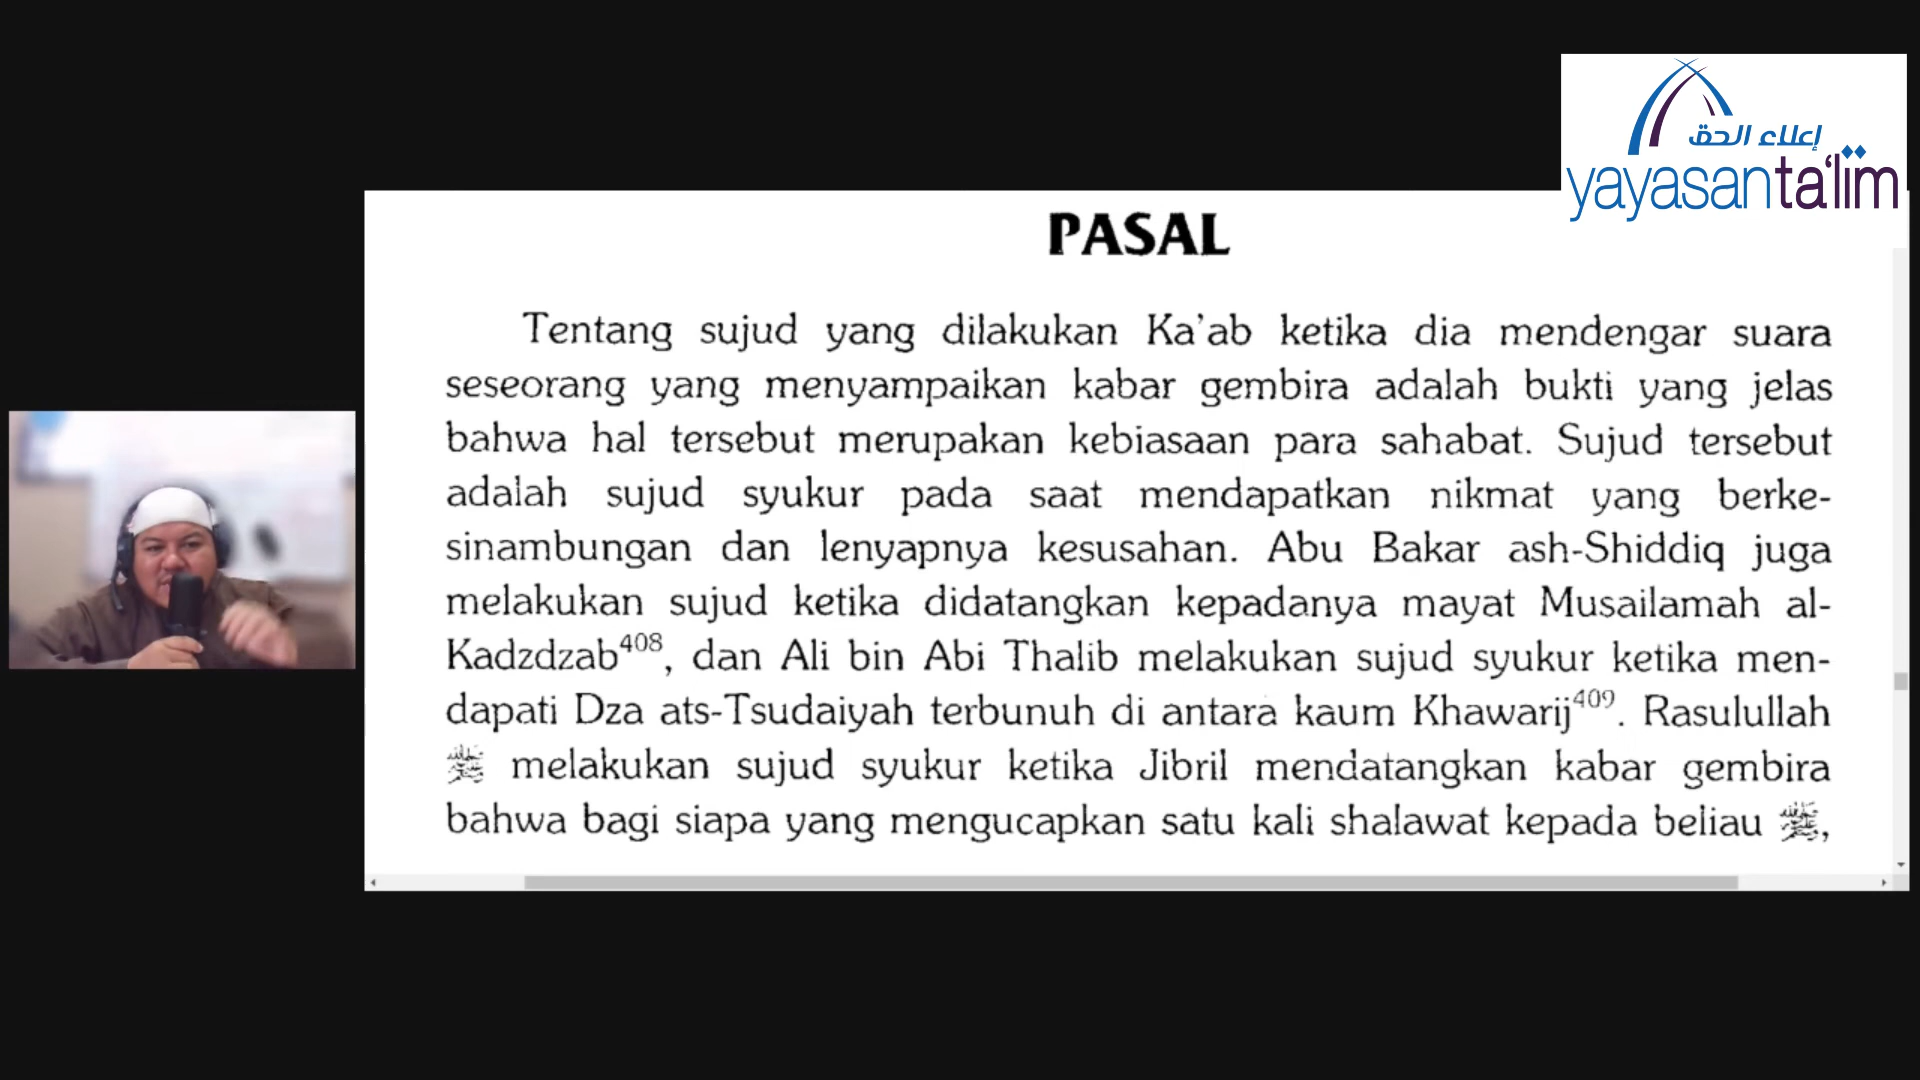 إعلاء الحق
yayasanta'lim
PASAL
Tentang sujud yang dilakukan Ka'ab ketika dia mendengar suara
seseorang yang menyampaikan kabar gembira adalah bukti yang jelas
bahwa hal tersebut merupakan kebiasaan para sahabat. Sujud tersebut
adalah sujud syukur pada saat mendapatkan nikmat yang berke-
sinambungan dan lenyapnya kesusahan. Abu Bakar ash-Shiddiq juga
melakukan sujud ketika didatangkan kepadanya mayat Musailamah al-
Kadzdzab408, dan Ali bin Abi Thalib melakukan sujud syukur ketika men-
dapati Dza ats-Tsudaiyah terbunuh di antara kaum Khawarij409. Rasulullah
ﷺ melakukan sujud syukur ketika Jibril mendatangkan kabar gembira
bahwa bagi siapa yang mengucapkan satu kali shalawat kepada beliau ﷺ,